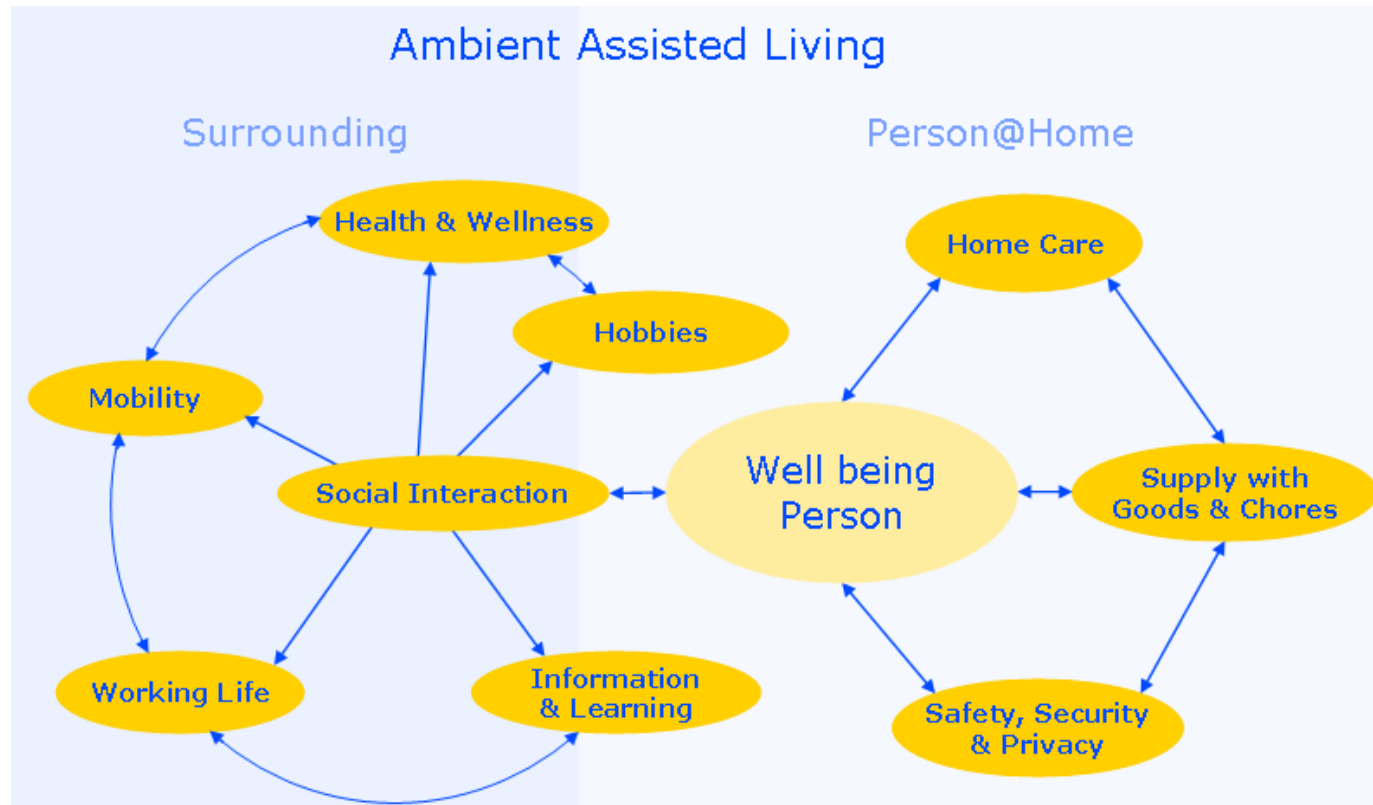 Ambient Assisted Living
Surrounding
Person@Home
Health & Wellness
Home Care
Hobbies
Mobility
Social Interaction
Well being
Person
Supply with
Goods & Chores
Working Life
Information
& Learning
Safety, Security
& Privacy